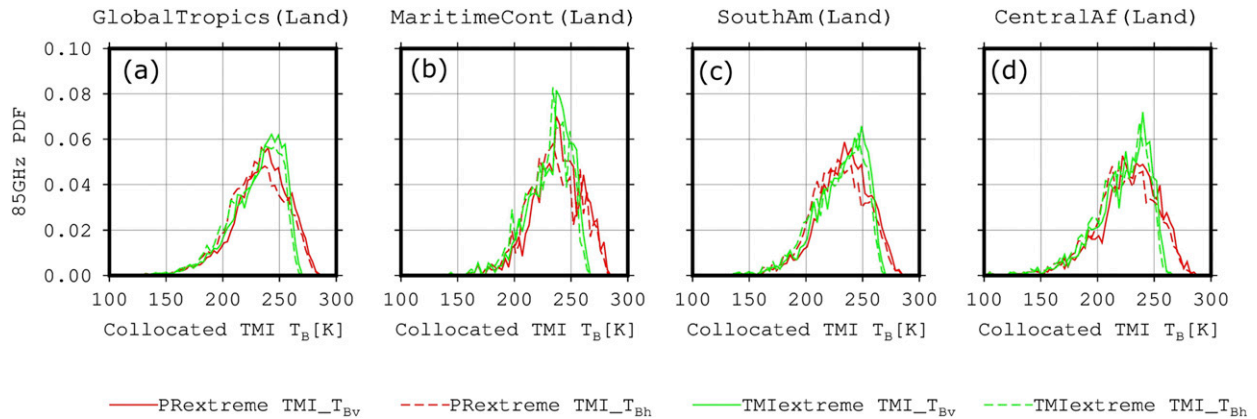 GlobalTropics(Land) MaritimeCont(Land) SouthAm(Land) CentralAf(Land)
0.10
(a) (b) (c) (d)
0.08
0.06
85GHz PDF
0.04
0.02
0.00
100 150 200 250 300 100 150 200 250 300 100 150 200 250 300 100 150 200 250 300
Collocated TMI T_B[K] Collocated TMI T_B[K] Collocated TMI T_B[K] Collocated TMI T_B[K]
PRextreme TMI_T_Bv PRextreme TMI_T_Bh TMIextreme TMI_T_Bv TMIextreme TMI_T_Bh